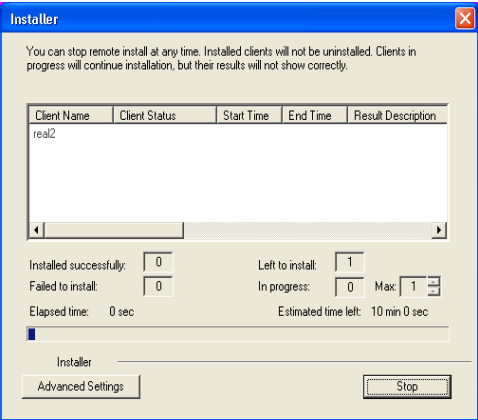 Installer
You can stop remote install at any time. Installed clients will not be uninstalled. Clients in
progress will continue installation, but their results will not show correctly.
Client Name Client Status Start Time End Time Result Description
real2
Installed successfully: 0 Left to install: 1
Failed to install: 0 In progress: 0 Max: 1
Elapsed time: 0 sec Estimated time left: 10 min 0 sec
Installer
Advanced Settings Stop